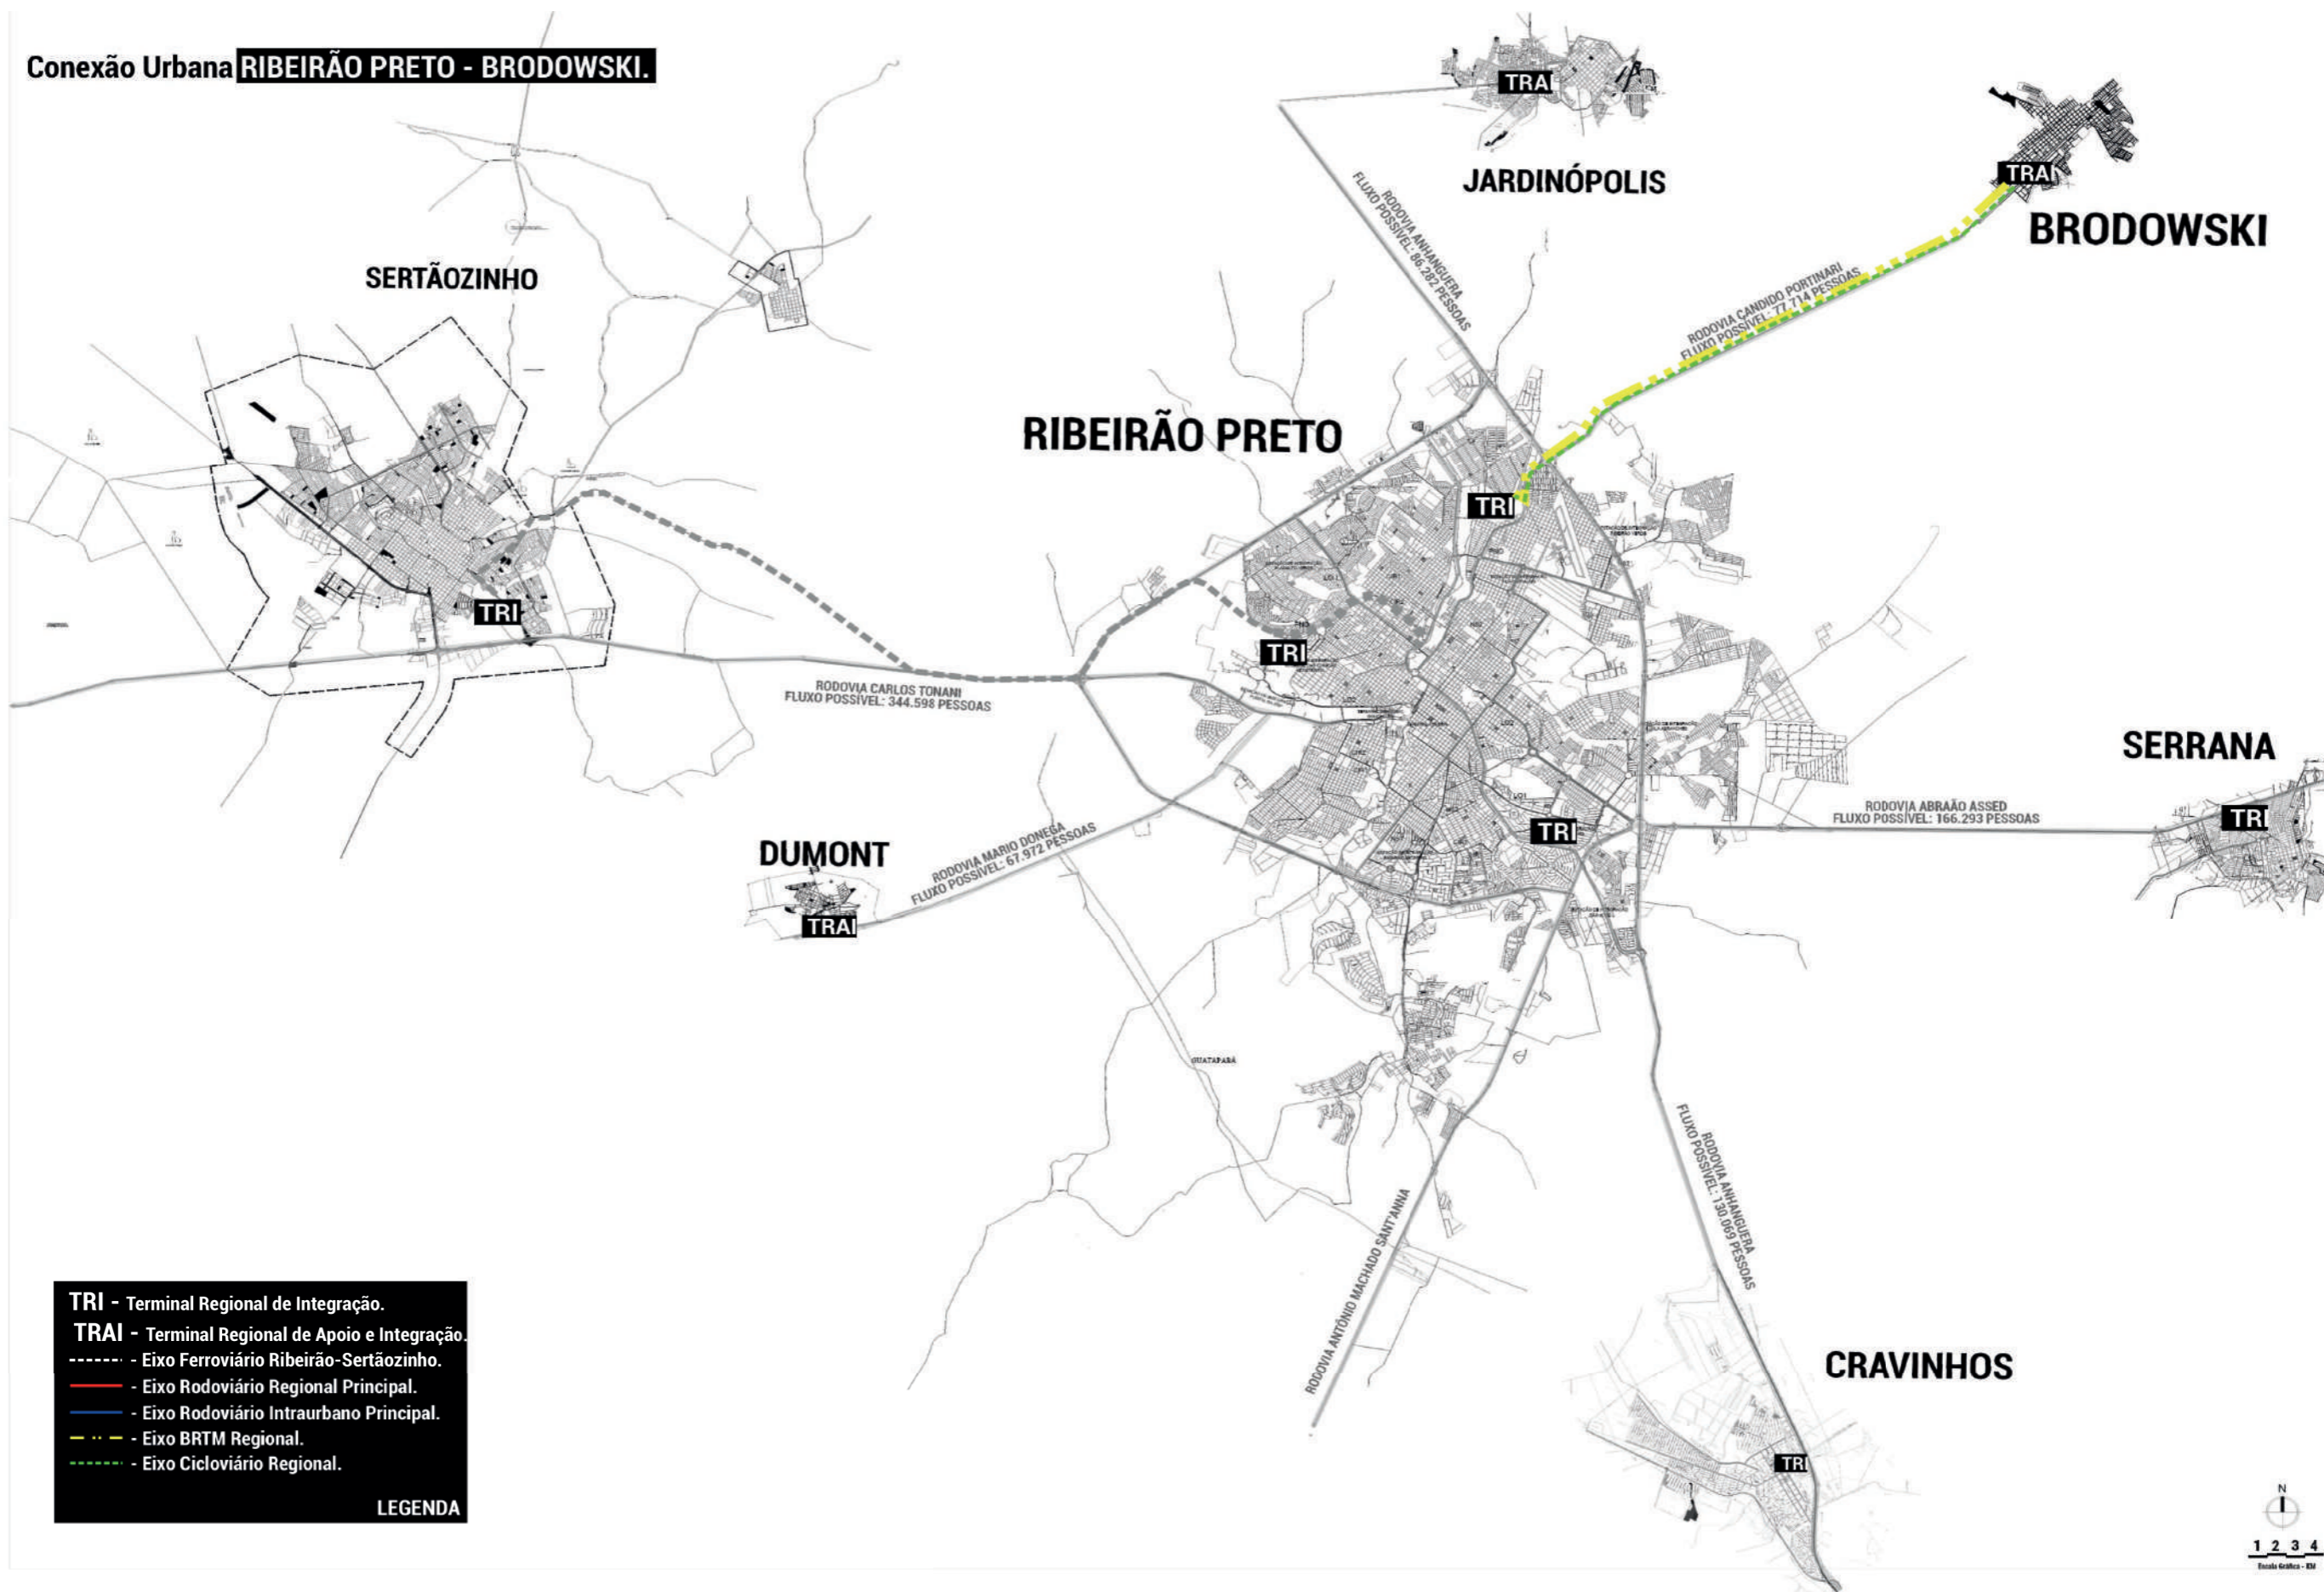 Conexão Urbana RIBEIRÃO PRETO - BRODOWSKI.
TRAI
JARDINÓPOLIS
TRAI
BRODOWSKI
SERTÃOZINHO
RODOVIA ANHANGUERA
FLUXO POSSÍVEL: 86.282 PESSOAS
RODOVIA CANDIDO PORTINARI
FLUXO POSSÍVEL: 77.714 PESSOAS
RIBEIRÃO PRETO
TRI
TRI
TRI
RODOVIA CARLOS TONANI
FLUXO POSSÍVEL: 344.598 PESSOAS
SERRANA
RODOVIA ABRAÃO ASSED
FLUXO POSSÍVEL: 166.293 PESSOAS
TRI
TRI
DUMONT
RODOVIA MARIO DONEGA
FLUXO POSSÍVEL: 67.972 PESSOAS
TRAI
GUATAPARÁ
RODOVIA ANTÔNIO MACHADO SANT'ANNA
RODOVIA ANHANGUERA
FLUXO POSSÍVEL: 130.069 PESSOAS
CRAVINHOS
TRI
TRI - Terminal Regional de Integração.
TRAI - Terminal Regional de Apoio e Integração.
- Eixo Ferroviário Ribeirão-Sertãozinho.
- Eixo Rodoviário Regional Principal.
- Eixo Rodoviário Intraurbano Principal.
- Eixo BRTM Regional.
- Eixo Cicloviário Regional.
LEGENDA
N
1 2 3 4
Escala Gráfica - KM